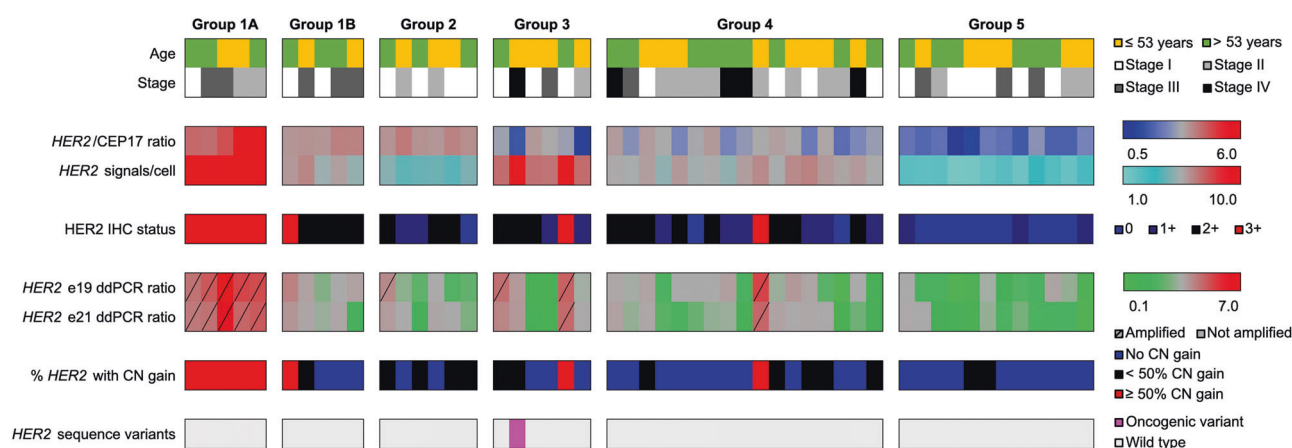 Group 1A Group 1B Group 2 Group 3 Group 4 Group 5
Age
Stage
≤ 53 years > 53 years
Stage I Stage II
Stage III Stage IV
HER2/CEP17 ratio
HER2 signals/cell
0.5 6.0
1.0 10.0
HER2 IHC status
0 1+ 2+ 3+
HER2 e19 ddPCR ratio
HER2 e21 ddPCR ratio
0.1 7.0
Amplified Not amplified
% HER2 with CN gain
No CN gain
< 50% CN gain
≥ 50% CN gain
HER2 sequence variants
Oncogenic variant
Wild type